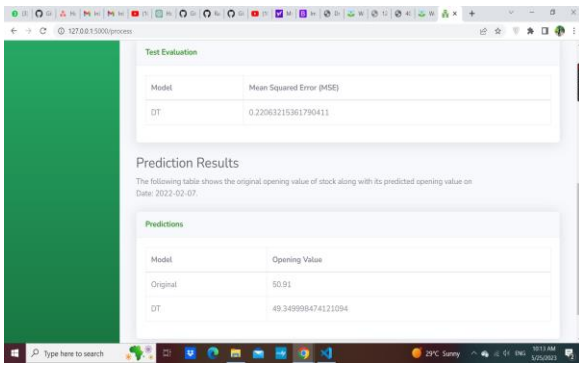 127.0.0.1:5000/process
Test Evaluation
Model Mean Squared Error (MSE)
DT 0.22063215361790411
Prediction Results
The following table shows the original opening value of stock along with its predicted opening value on
Date: 2022-02-07.
Predictions
Model Opening Value
Original 50.91
DT 49.349998474121094
Type here to search
29°C Sunny
ENG
10:13 AM
5/25/2023